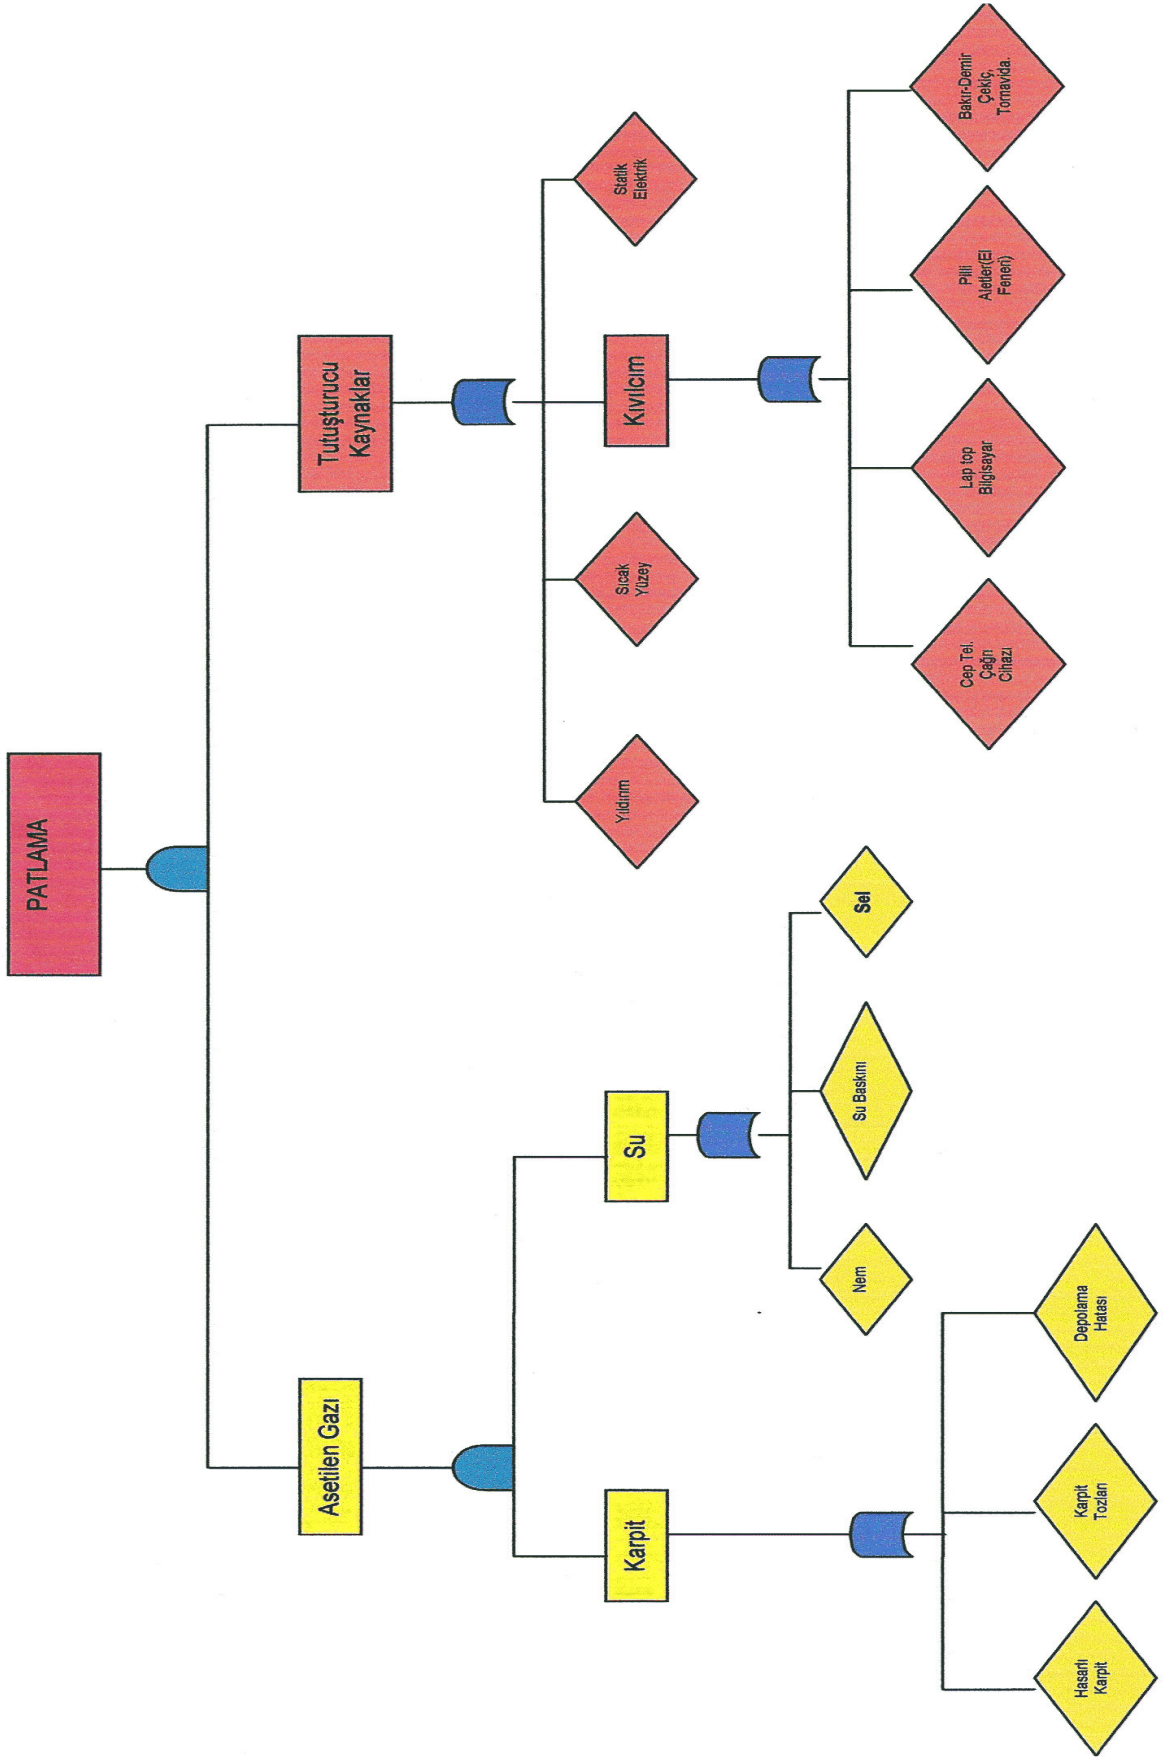 PATLAMA
Asetilen Gazı
Tutuşturucu
Kaynaklar
Karpit
Su
Yıldırım
Sıcak
Yüzey
Kıvılcım
Statik
Elektrik
Nem
Su Baskını
Sel
Cep Tel.
Çağrı
Cihazı
Lap top
Bilgisayar
Pilli
Aletler(El
Feneri)
Bakır-Demir
Çekiç,
Tornavida.
Hasarlı
Karpit
Karpit
Tozları
Depolama
Hatası